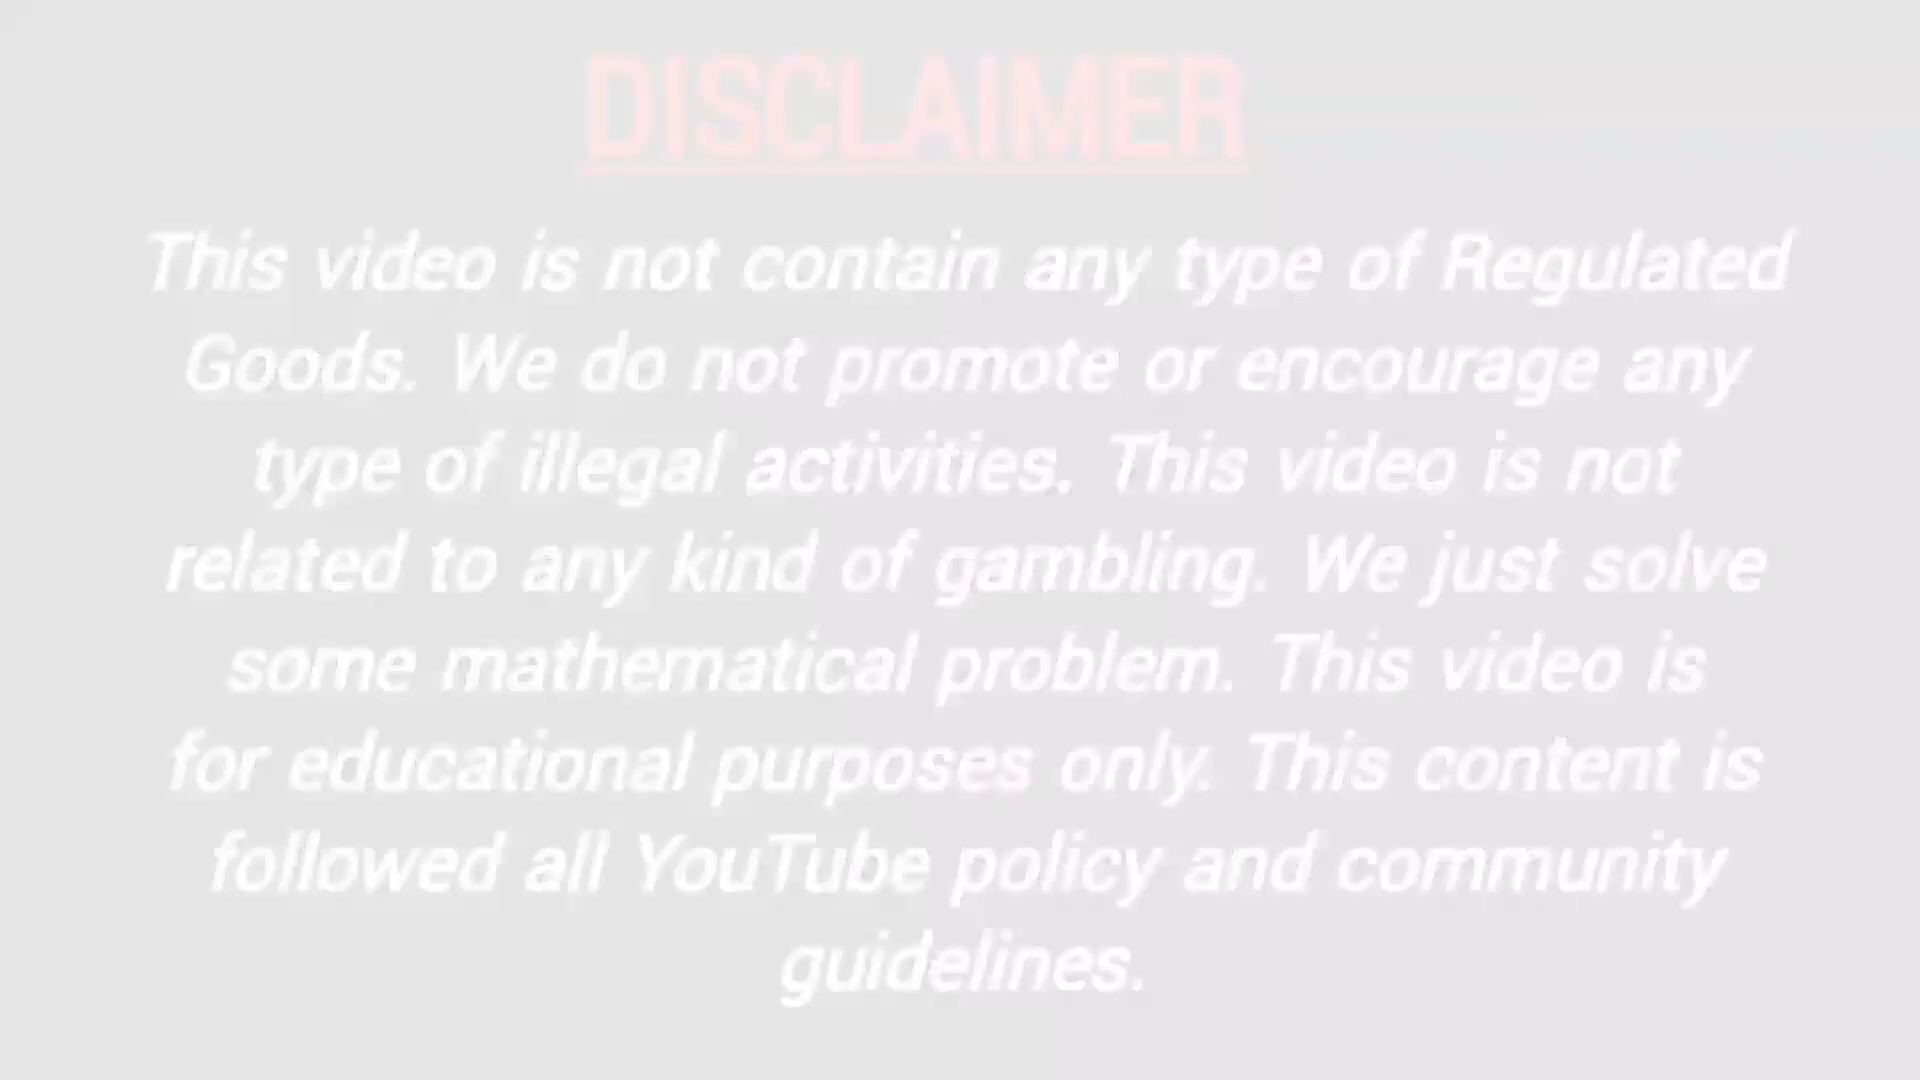 DISCLAIMER
This video is not contain any type of Regulated
Goods. We do not promote or encourage any
type of illegal activities. This video is not
related to any kind of gambling. We just solve
some mathematical problem. This video is
for educational purposes only. This content is
followed all YouTube policy and community
guidelines.